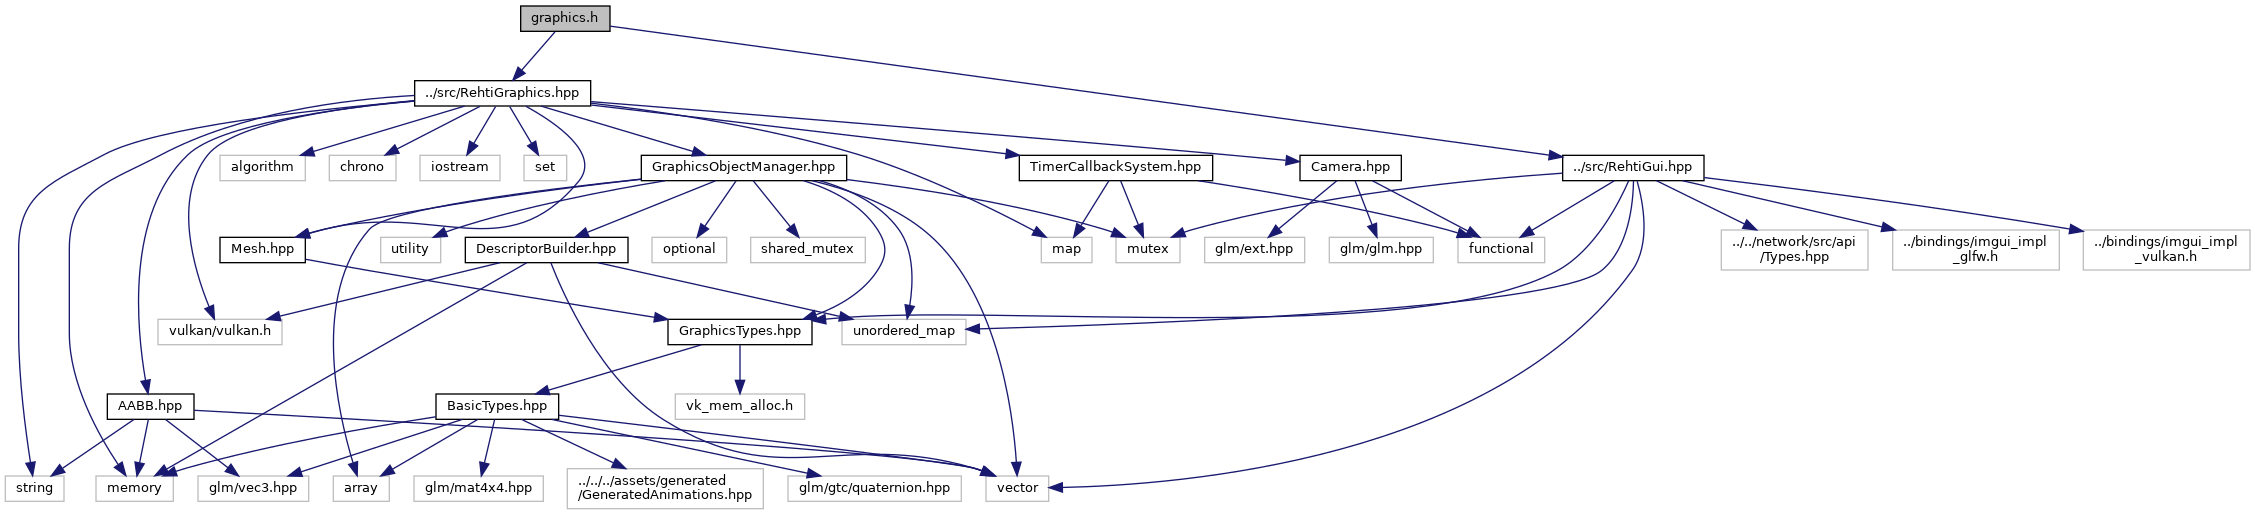 graphics.h
../src/RehtiGraphics.hpp
algorithm
chrono
iostream
set
GraphicsObjectManager.hpp
TimerCallbackSystem.hpp
Camera.hpp
../src/RehtiGui.hpp
Mesh.hpp
utility
DescriptorBuilder.hpp
optional
shared_mutex
map
mutex
glm/ext.hpp
glm/glm.hpp
functional
../../network/src/api
/Types.hpp
../bindings/imgui_impl
_glfw.h
../bindings/imgui_impl
_vulkan.h
vulkan/vulkan.h
GraphicsTypes.hpp
unordered_map
AABB.hpp
BasicTypes.hpp
vk_mem_alloc.h
string
memory
glm/vec3.hpp
array
glm/mat4x4.hpp
../../../assets/generated
/GeneratedAnimations.hpp
glm/gtc/quaternion.hpp
vector